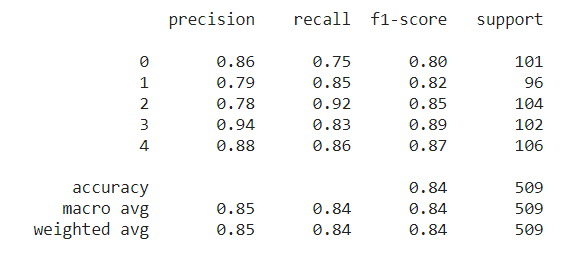 precision recall f1-score support
0 0.86 0.75 0.80 101
1 0.79 0.85 0.82 96
2 0.78 0.92 0.85 104
3 0.94 0.83 0.89 102
4 0.88 0.86 0.87 106
accuracy 0.84 509
macro avg 0.85 0.84 0.84 509
weighted avg 0.85 0.84 0.84 509